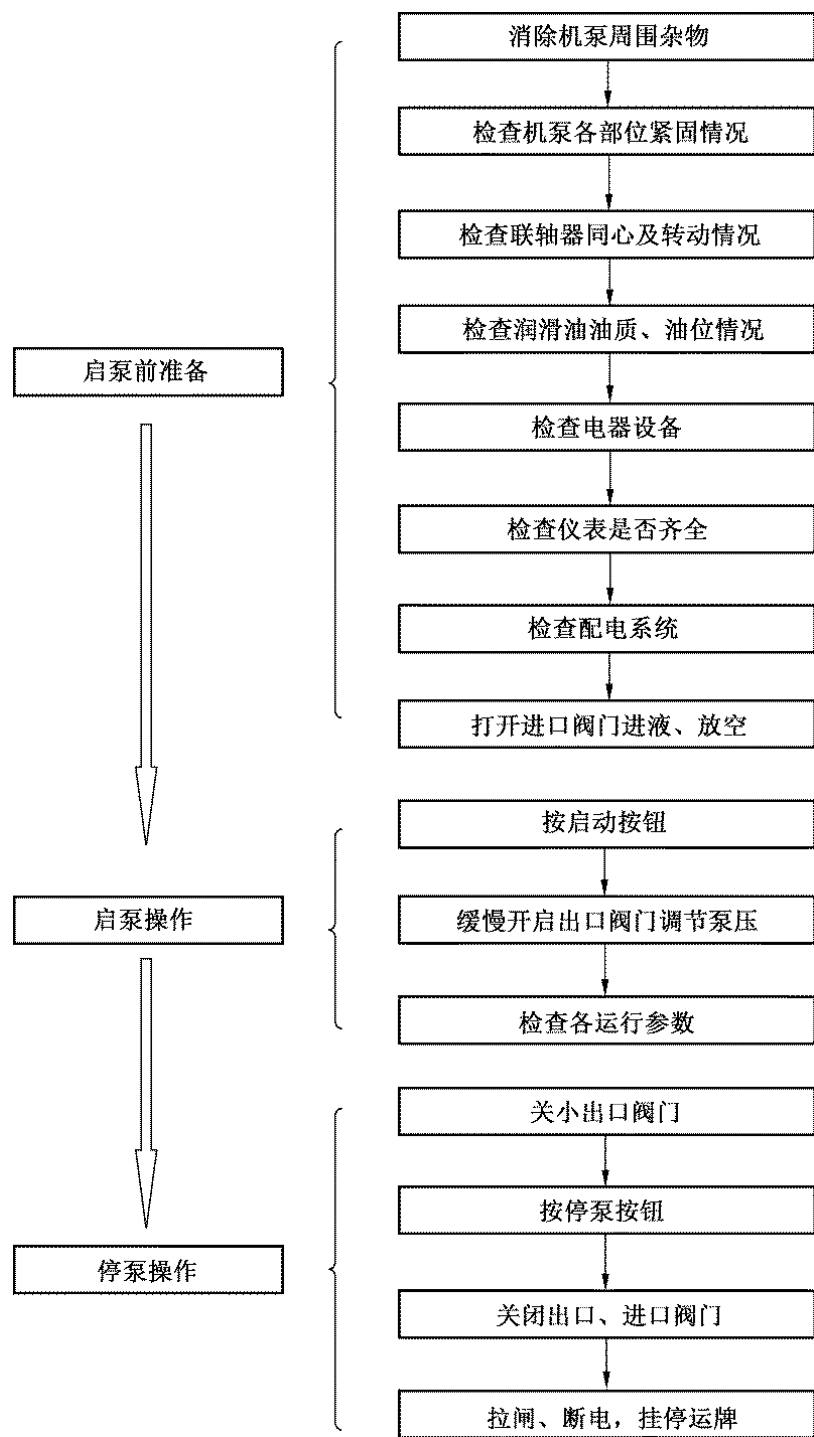 消除机泵周围杂物
检查机泵各部位紧固情况
检查联轴器同心及转动情况
检查润滑油油质、油位情况
启泵前准备
检查电器设备
检查仪表是否齐全
检查配电系统
打开进口阀门进液、放空
按启动按钮
启泵操作
缓慢开启出口阀门调节泵压
检查各运行参数
关小出口阀门
按停泵按钮
停泵操作
关闭出口、进口阀门
拉闸、断电，挂停运牌